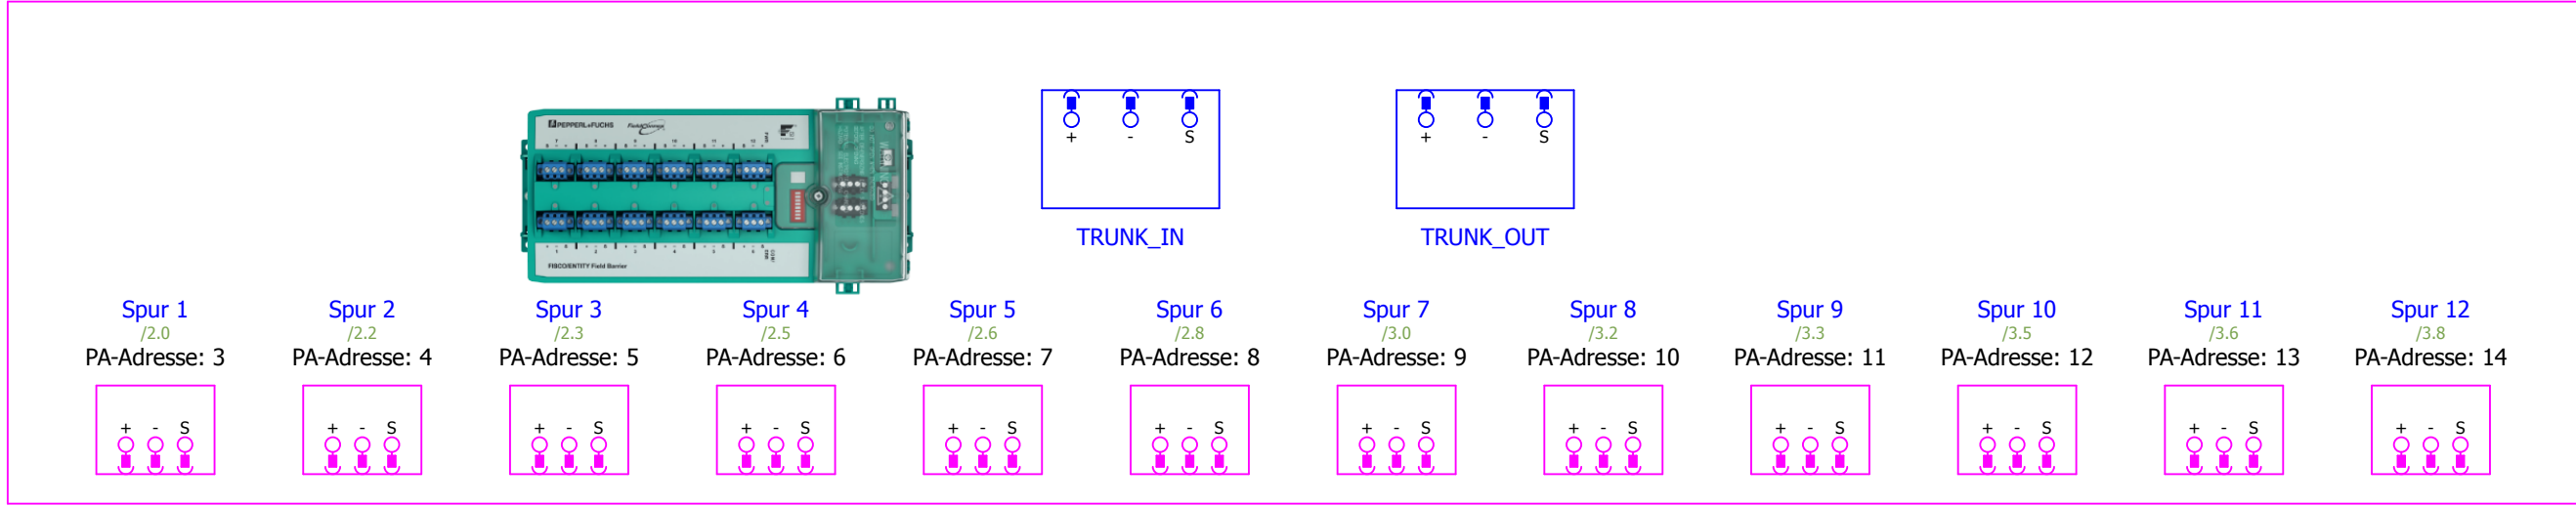 PEPPERL+FUCHS FieldConnex
FISCO/ENTITY Field Barrier
+ - S
TRUNK_IN
+ - S
TRUNK_OUT
Spur 1
/2.0
PA-Adresse: 3
+ - S
Spur 2
/2.2
PA-Adresse: 4
+ - S
Spur 3
/2.3
PA-Adresse: 5
+ - S
Spur 4
/2.5
PA-Adresse: 6
+ - S
Spur 5
/2.6
PA-Adresse: 7
+ - S
Spur 6
/2.8
PA-Adresse: 8
+ - S
Spur 7
/3.0
PA-Adresse: 9
+ - S
Spur 8
/3.2
PA-Adresse: 10
+ - S
Spur 9
/3.3
PA-Adresse: 11
+ - S
Spur 10
/3.5
PA-Adresse: 12
+ - S
Spur 11
/3.6
PA-Adresse: 13
+ - S
Spur 12
/3.8
PA-Adresse: 14
+ - S